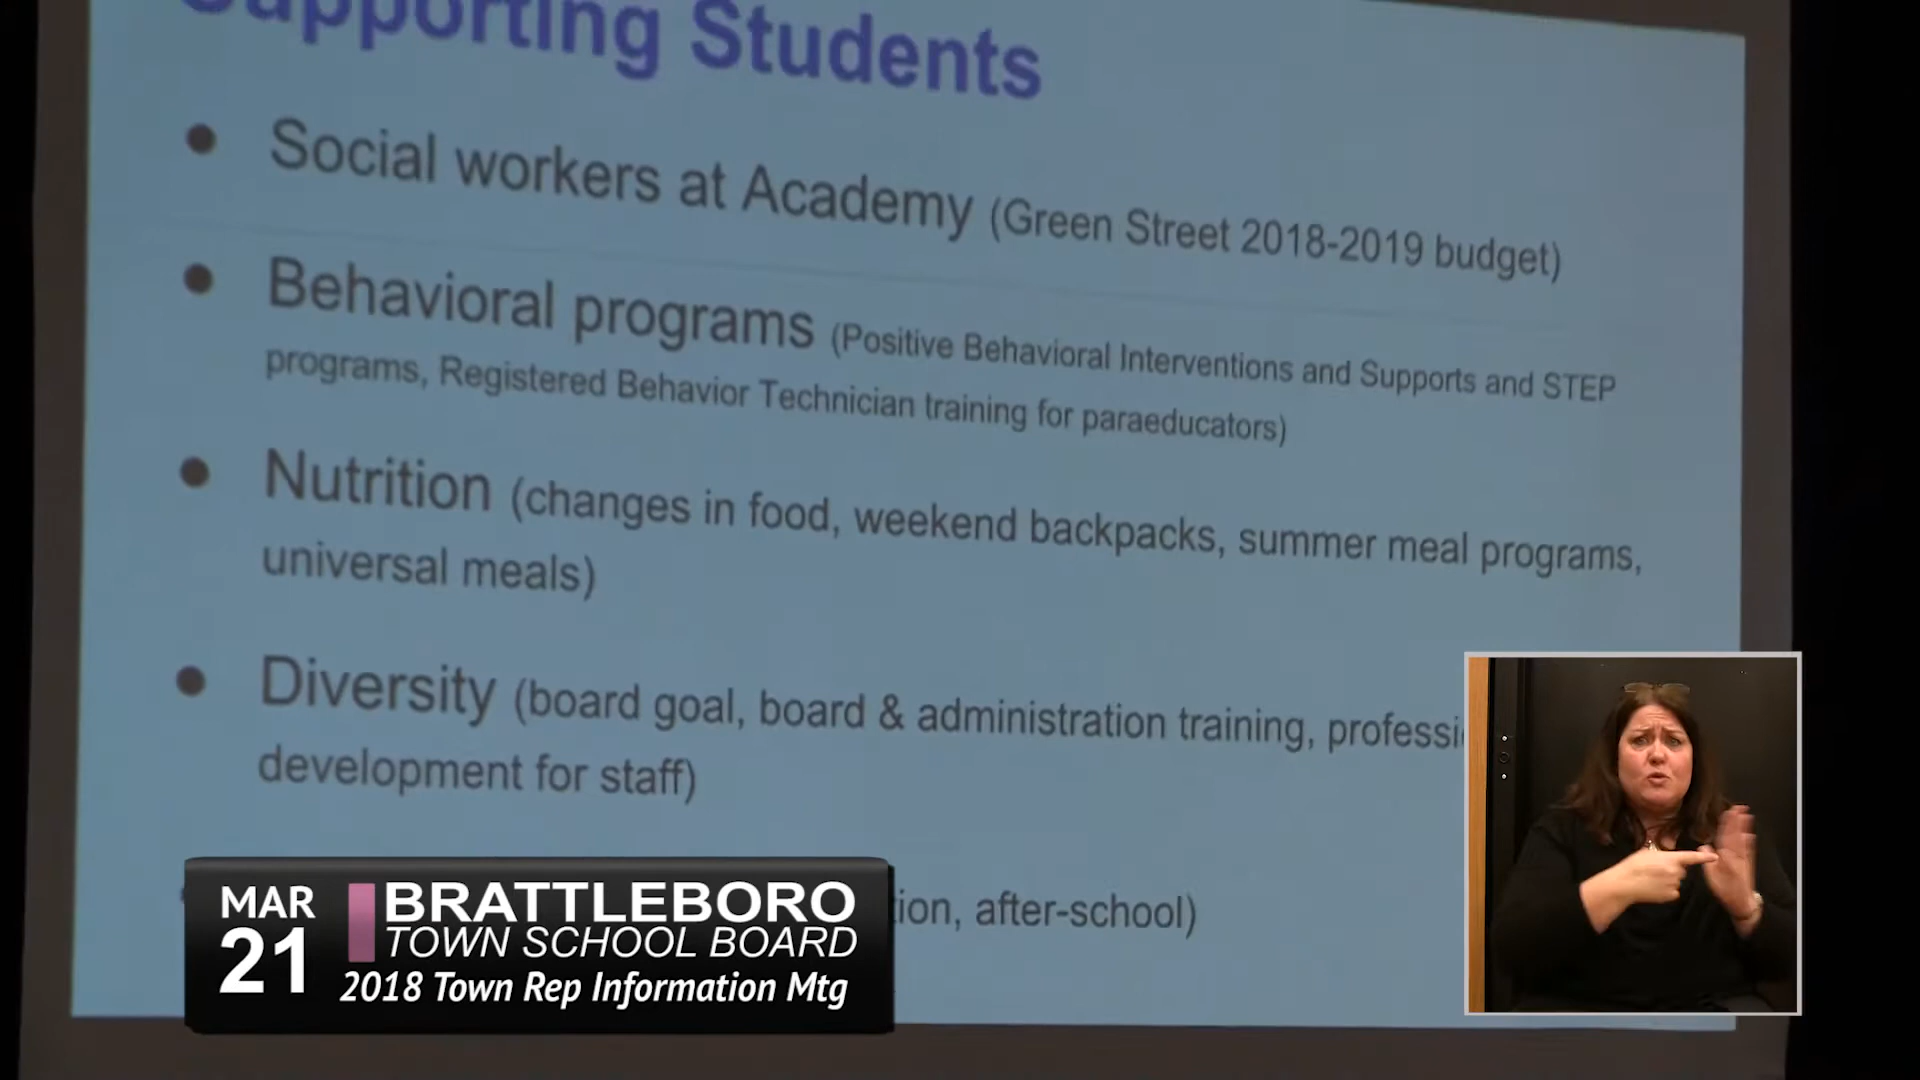 Supporting Students
Social workers at Academy (Green Street 2018-2019 budget)
Behavioral programs (Positive Behavioral Interventions and Supports and STEP
programs, Registered Behavior Technician training for paraeducators)
Nutrition (changes in food, weekend backpacks, summer meal programs,
universal meals)
Diversity (board goal, board & administration training,
development for staff)
after-school)
MAR
21
BRATTLEBORO
TOWN SCHOOL BOARD
2018 Town Rep Information Mtg